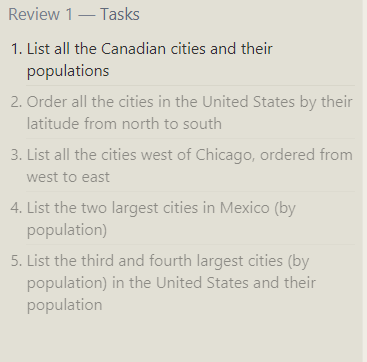 Review 1 — Tasks
1. List all the Canadian cities and their
populations
2. Order all the cities in the United States by their
latitude from north to south
3. List all the cities west of Chicago, ordered from
west to east
4. List the two largest cities in Mexico (by
population)
5. List the third and fourth largest cities (by
population) in the United States and their
population